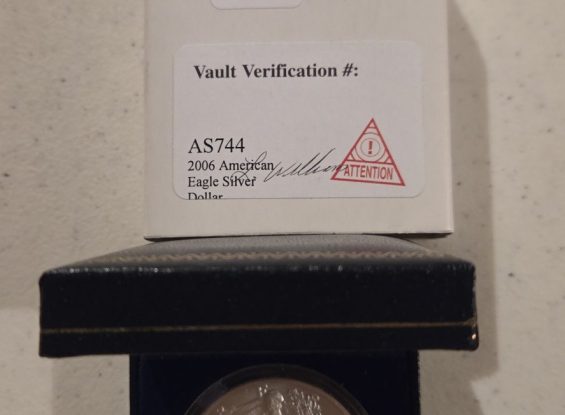 Vault Verification #:
AS744
2006 American
Eagle Silver
Dollar
!
ATTENTION